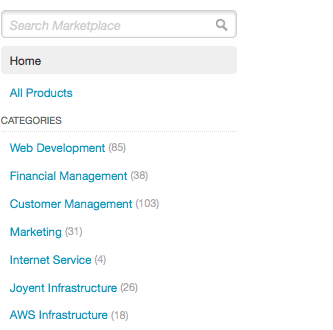 Search Marketplace
Home
All Products
CATEGORIES
Web Development (85)
Financial Management (38)
Customer Management (103)
Marketing (31)
Internet Service (4)
Joyent Infrastructure (26)
AWS Infrastructure (18)